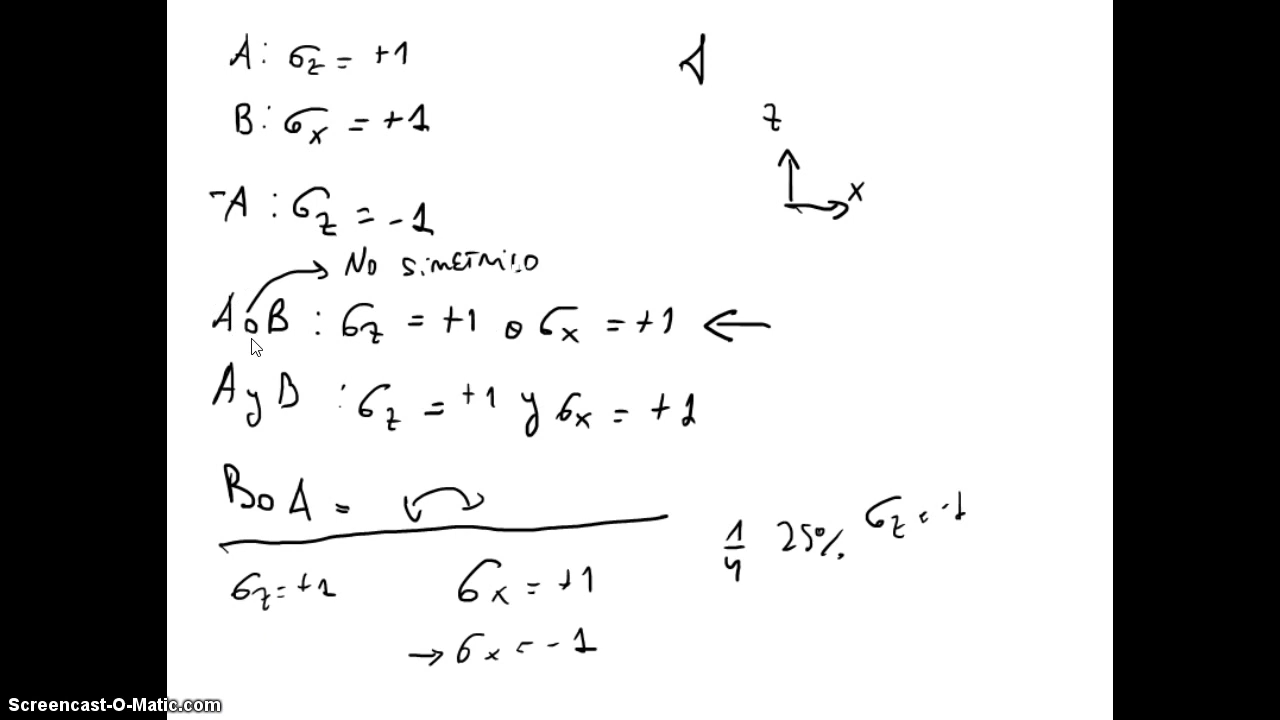 A: σz = +1
B: σx = +1
z
x
¬A: σz = -1
No simetrico
A o B: σz = +1 o σx = +1
A y B: σz = +1 y σx = +1
B o A =
1/4 25% σz = -1
σz = +1 σx = +1
→ σx = -1
Screencast-O-Matic.com